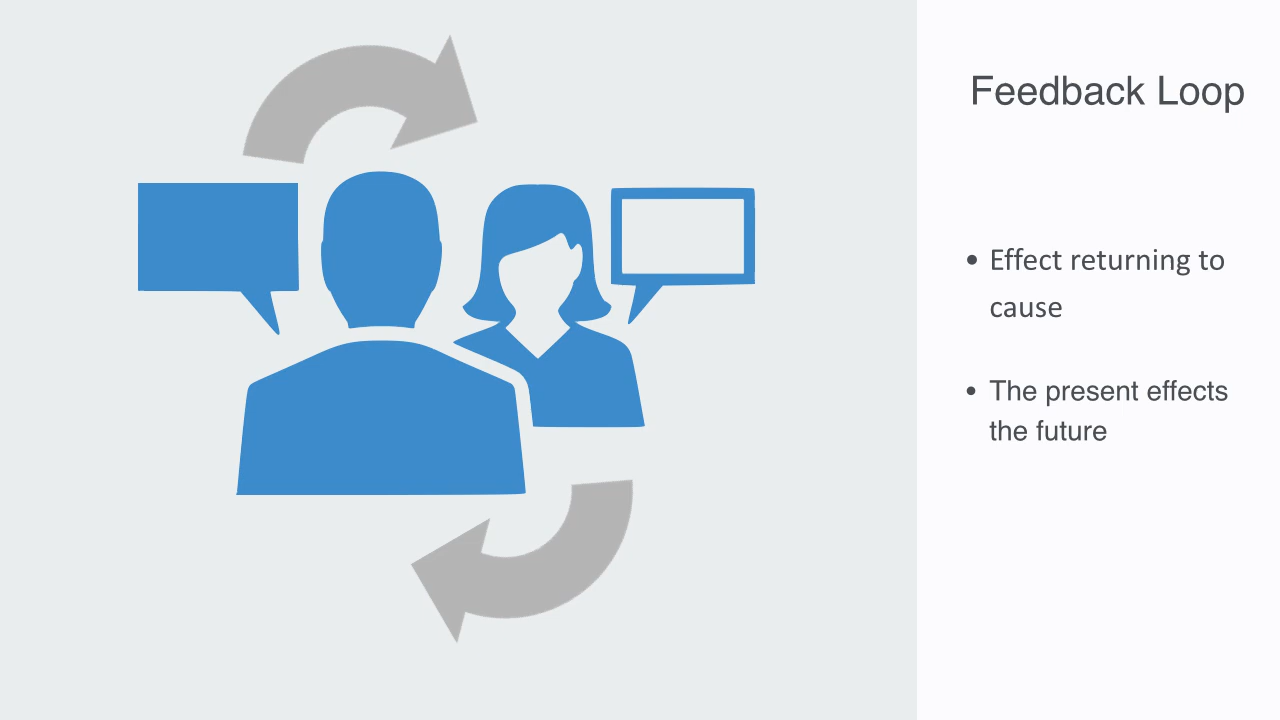 Feedback Loop
• Effect returning to
cause
• The present effects
the future